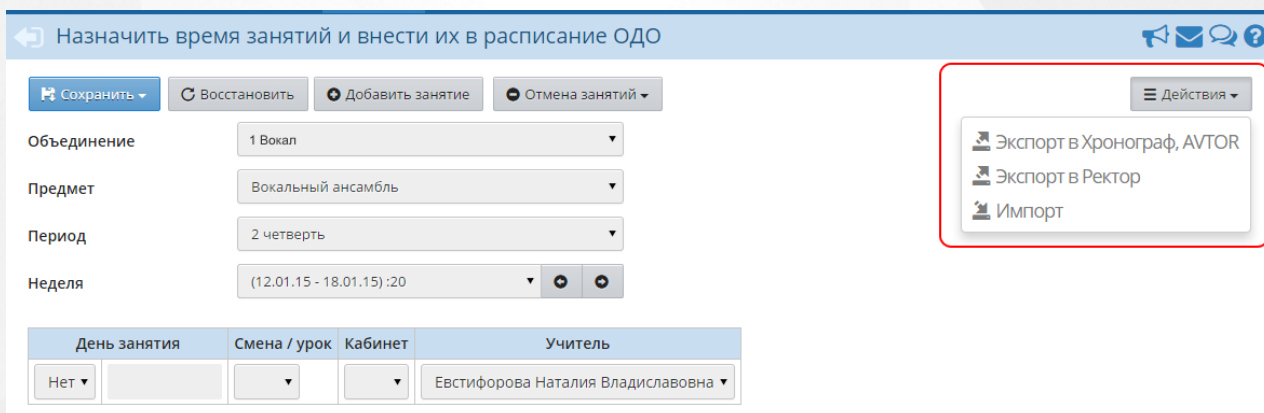 Назначить время занятий и внести их в расписание ОДО
Сохранить Восстановить Добавить занятие Отмена занятий Действия
Объединение 1 Вокал
Экспорт в Хронограф, AVTOR
Предмет Вокальный ансамбль
Экспорт в Ректор
Импорт
Период 2 четверть
Неделя (12.01.15 - 18.01.15) :20
День занятия Смена / урок Кабинет Учитель
Нет Евстифорова Наталия Владиславовна